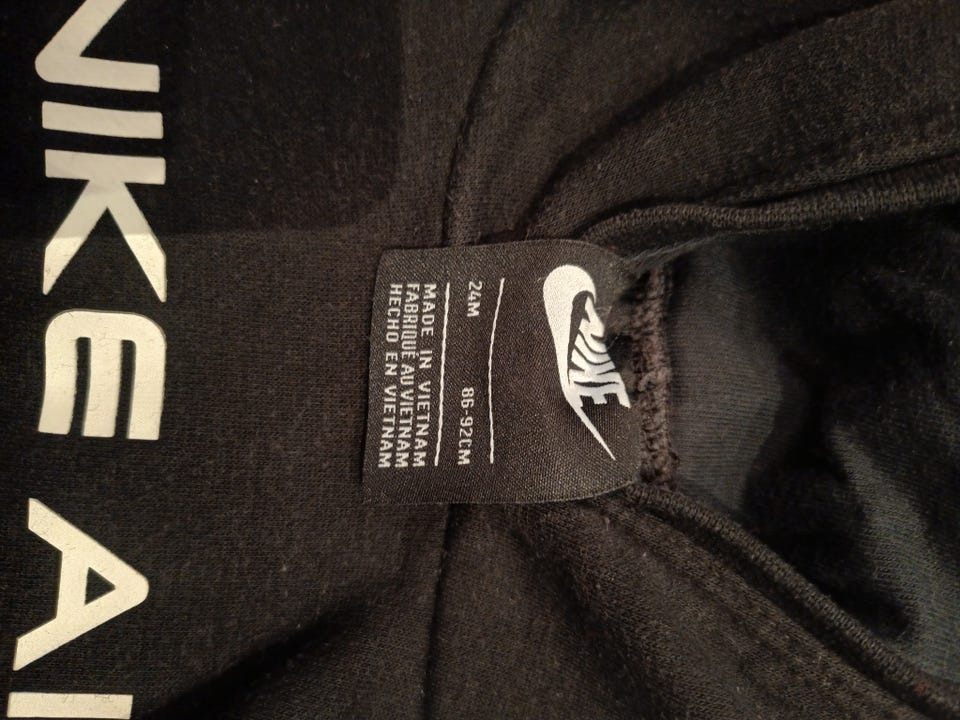 NIKE AI
NIKE
24M 86-92CM
MADE IN VIETNAM
FABRIQUÉ AU VIETNAM
HECHO EN VIETNAM